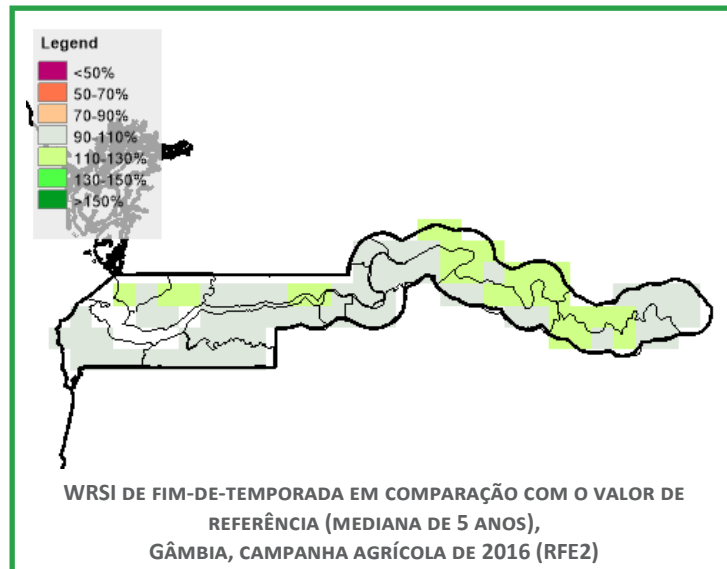 Legend
<50%
50-70%
70-90%
90-110%
110-130%
130-150%
>150%
WRSI DE FIM-DE-TEMPORADA EM COMPARAÇÃO COM O VALOR DE
REFERÊNCIA (MEDIANA DE 5 ANOS),
GÂMBIA, CAMPANHA AGRÍCOLA DE 2016 (RFE2)